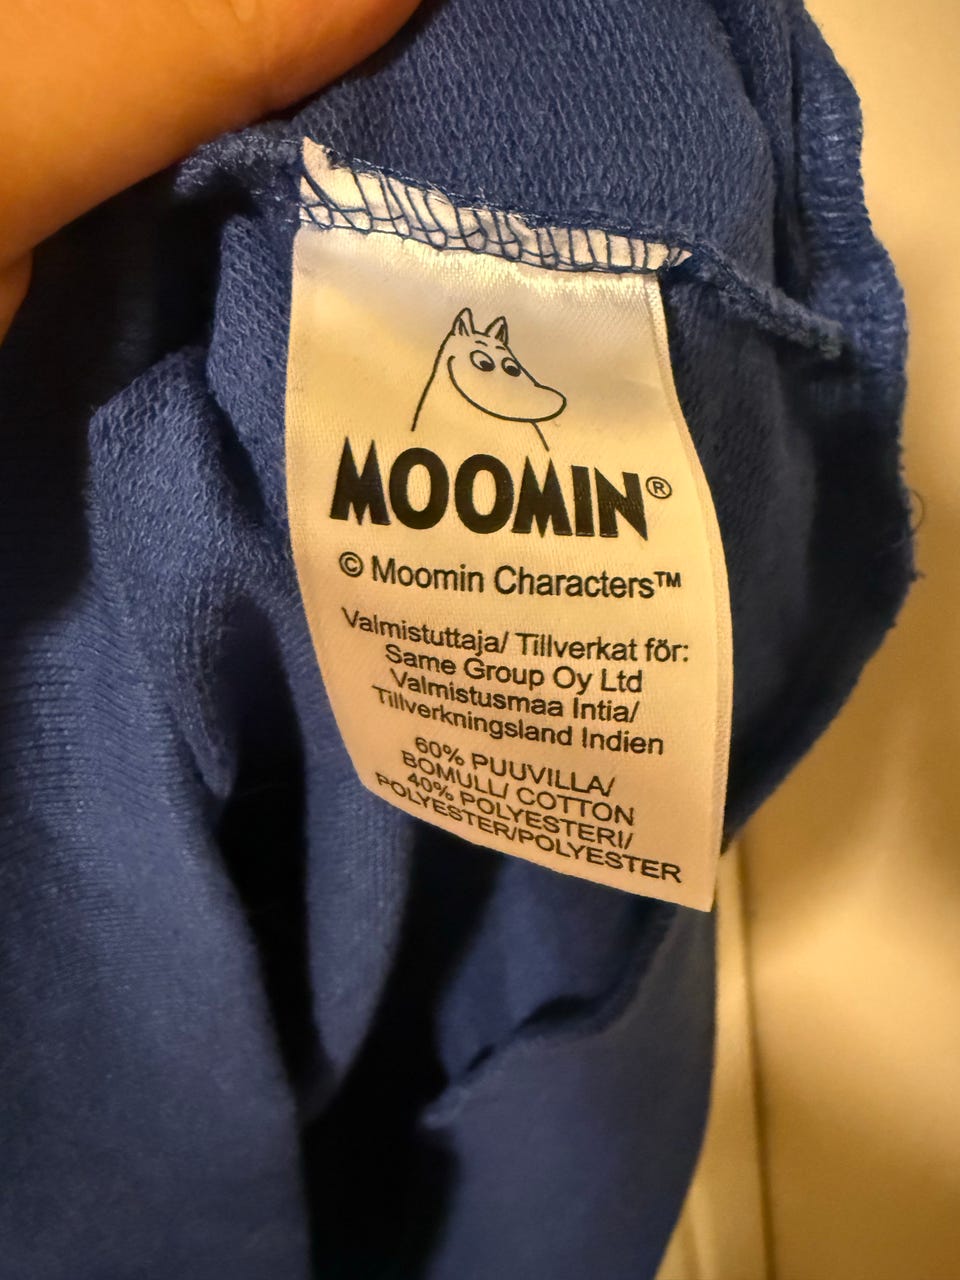 MOOMIN®
© Moomin Characters™
Valmistuttaja/ Tillverkat för:
Same Group Oy Ltd
Valmistusmaa Intia/
Tillverkningsland Indien
60% PUUVILLA/
BOMULL/ COTTON
40% POLYESTERI/
POLYESTER/POLYESTER